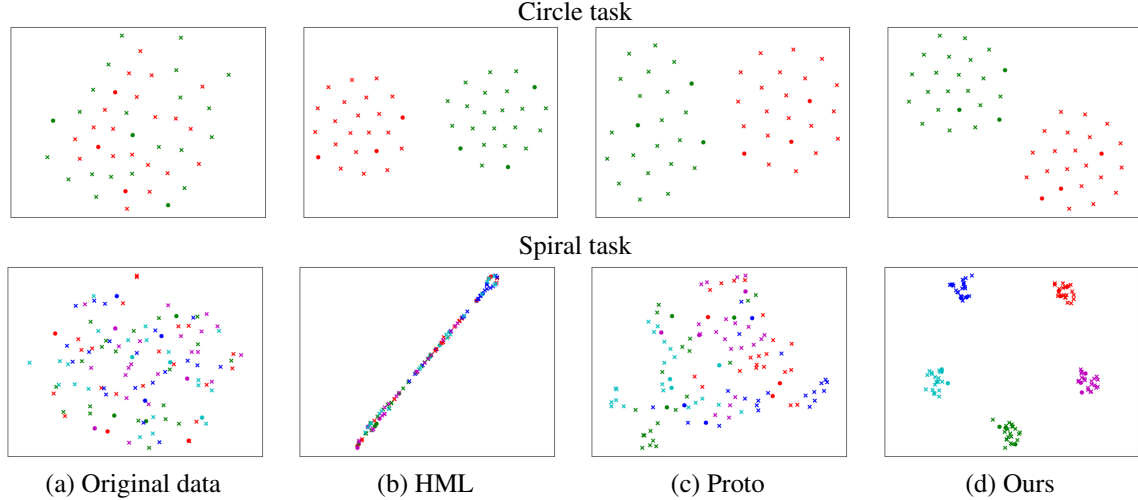 Circle task
Spiral task
(a) Original data
(b) HML
(c) Proto
(d) Ours